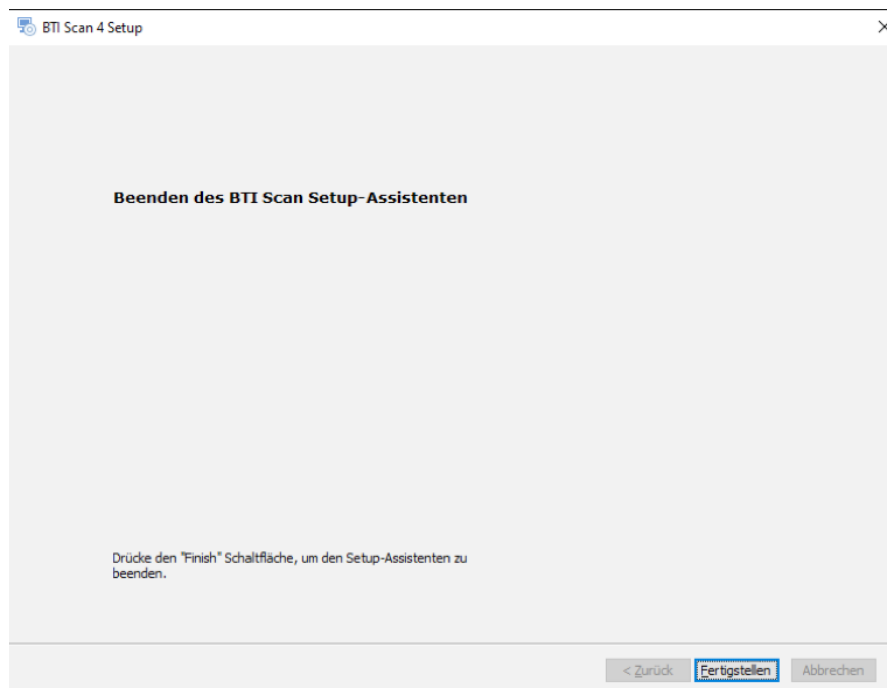 BTI Scan 4 Setup
Beenden des BTI Scan Setup-Assistenten
Drücke den "Finish" Schaltfläche, um den Setup-Assistenten zu
beenden.
< Zurück Fertigstellen Abbrechen